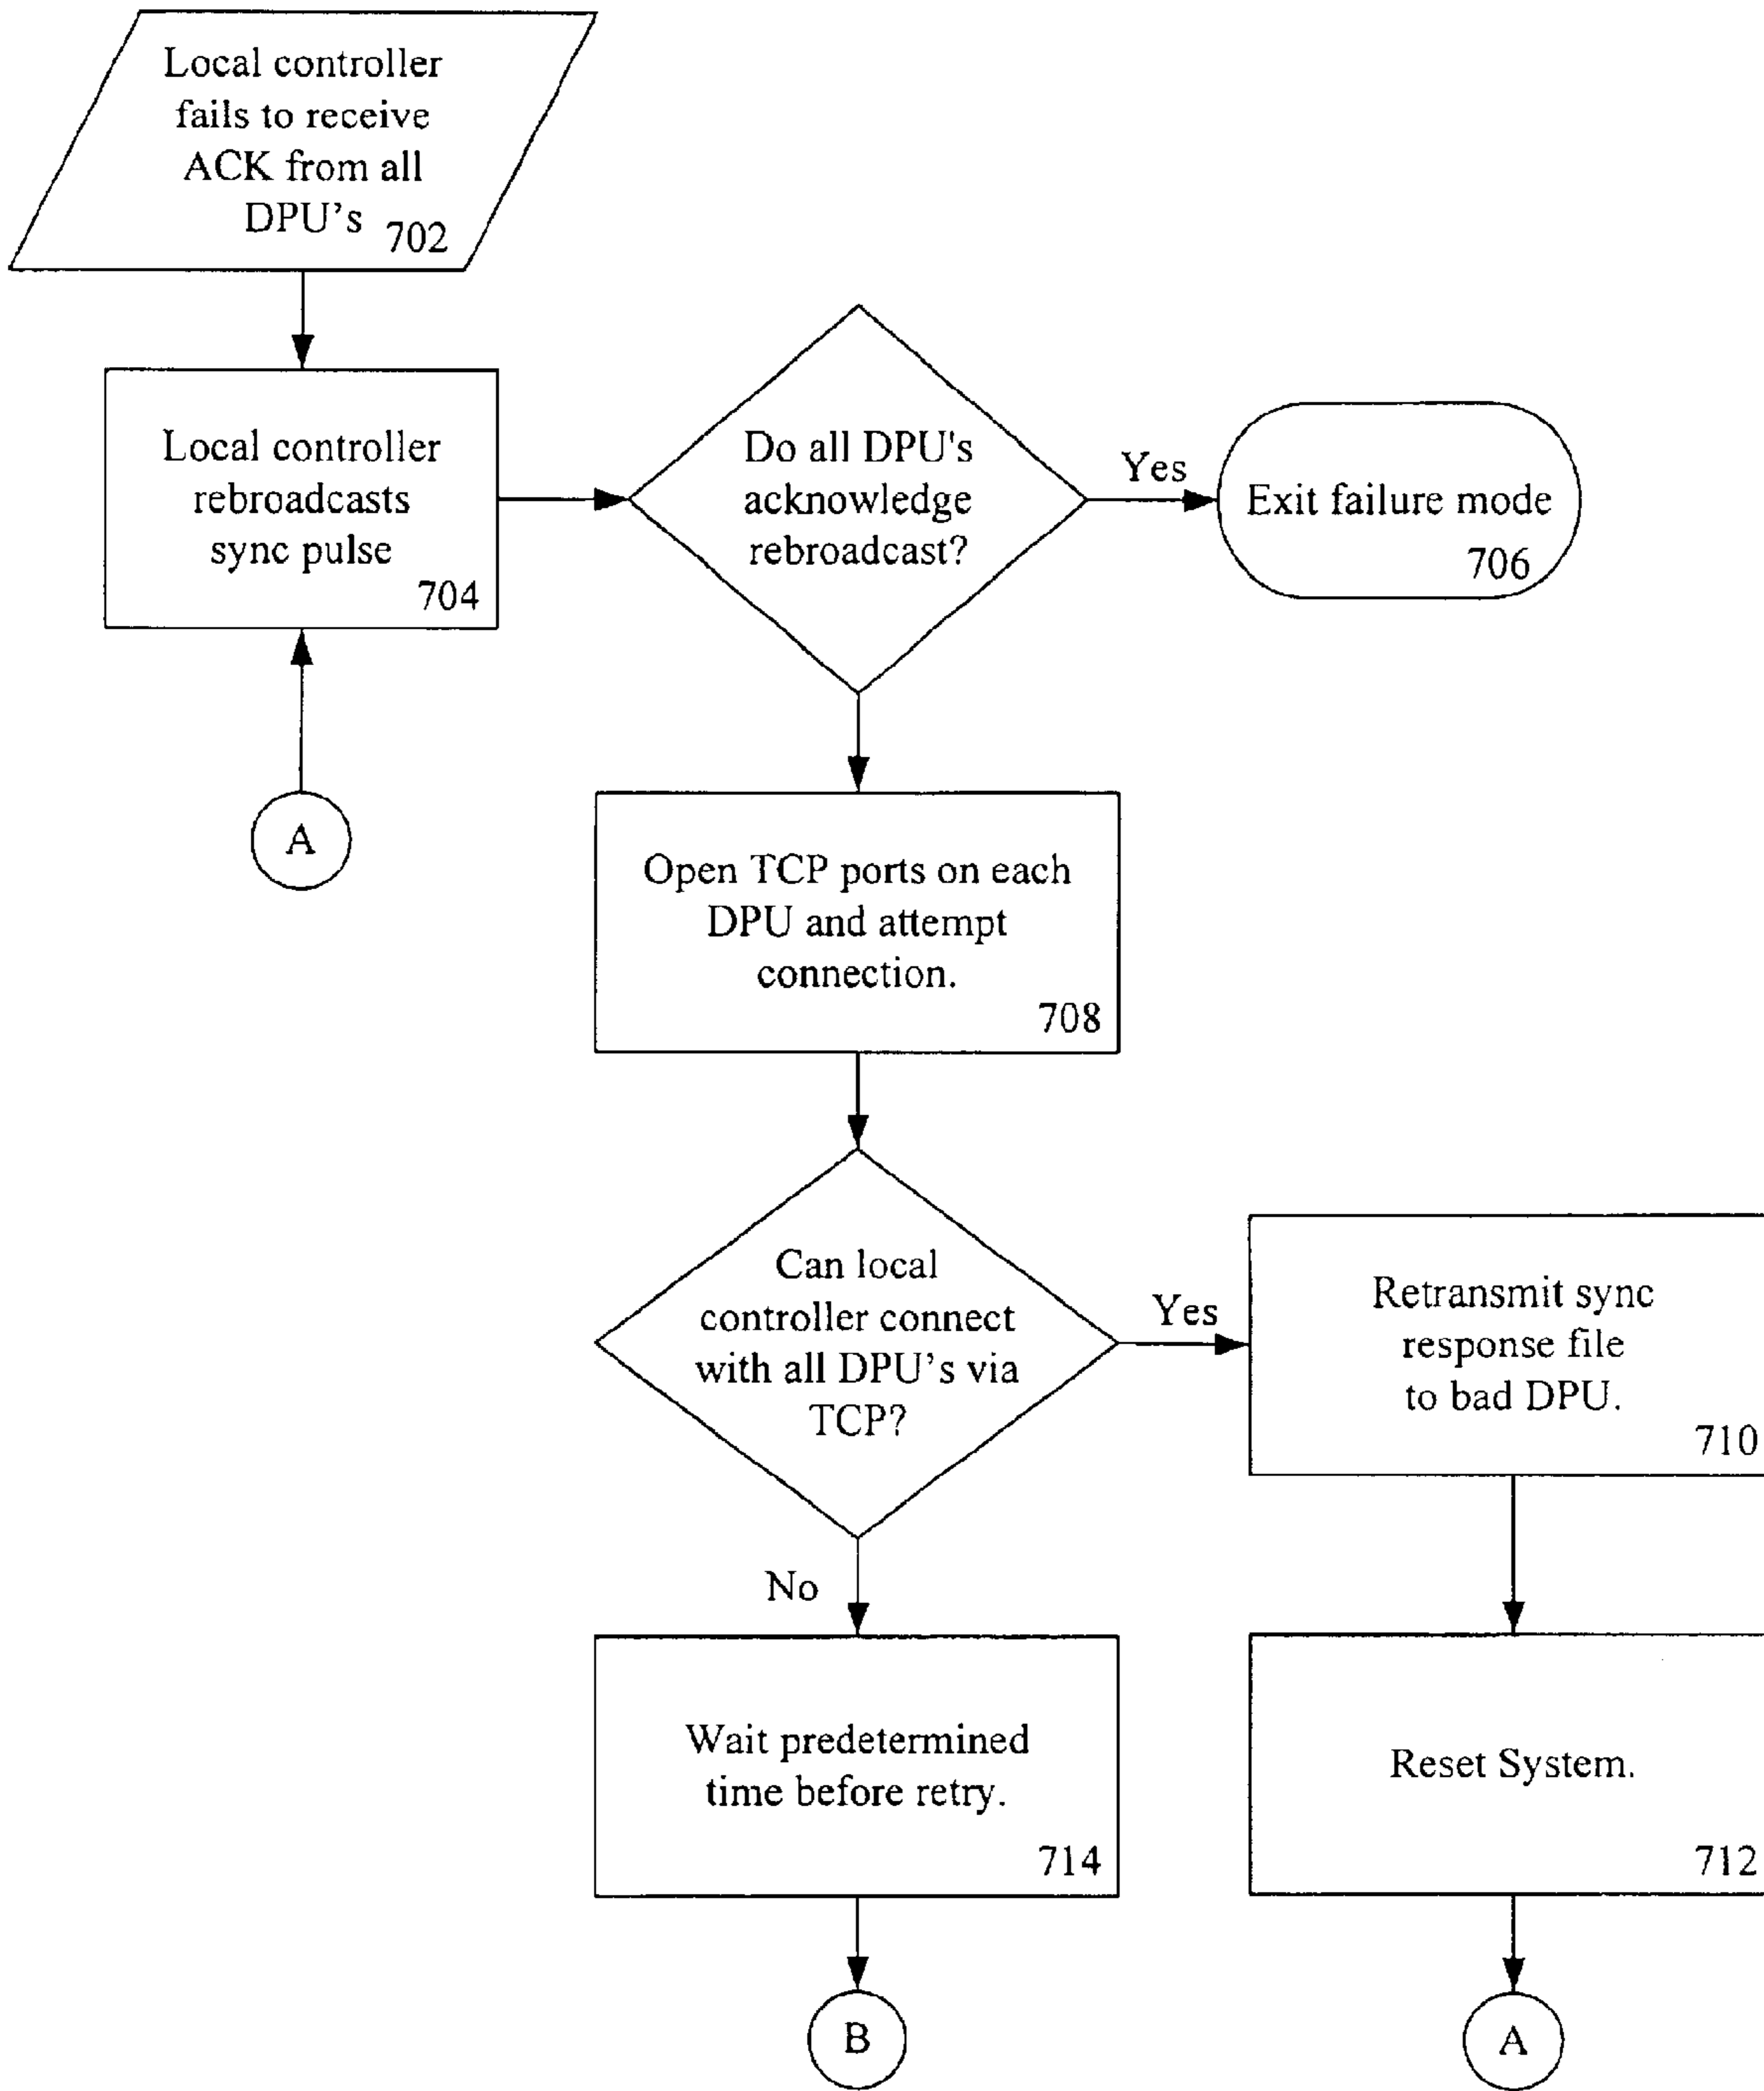 Local controller
fails to receive
ACK from all
DPU’s
702
Local controller
rebroadcasts
sync pulse
704
Do all DPU's
acknowledge
rebroadcast?
Yes
Exit failure mode
706
A
Open TCP ports on each
DPU and attempt
connection.
708
Can local
controller connect
with all DPU’s via
TCP?
Yes
Retransmit sync
response file
to bad DPU.
710
No
Wait predetermined
time before retry.
714
Reset System.
712
B
A